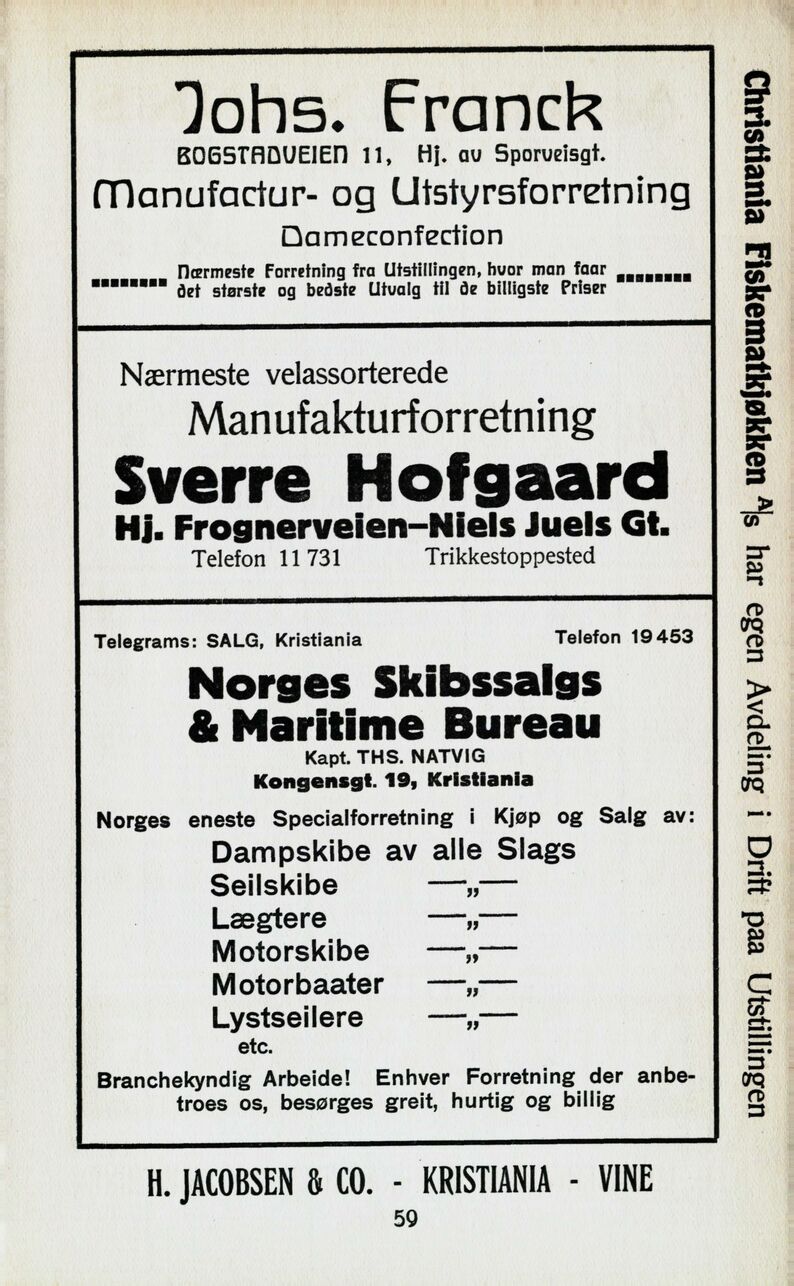 Johs. Franck
BOGSTADVEIEN 11, Hj. av Sporveisgt.
Manufactur- og Utstyrsforretning
Dameconfection
Nærmeste Forretning fra Utstillingen, hvor man faar
det største og bedste Utvalg til de billigste Priser
Nærmeste velassorterede
Manufakturforretning
Sverre Hofgaard
Hj. Frognerveien–Niels Juels Gt.
Telefon 11 731 Trikkestoppested
Telegrams: SALG, Kristiania Telefon 19 453
Norges Skibssalgs
& Maritime Bureau
Kapt. THS. NATVIG
Kongensgt. 19, Kristiania
Norges eneste Specialforretning i Kjøp og Salg av:
Dampskibe av alle Slags
Seilskibe —„—
Lægtere —„—
Motorskibe —„—
Motorbaater —„—
Lystseilere —„—
etc.
Branchekyndig Arbeide! Enhver Forretning der anbe-
troes os, besørges greit, hurtig og billig
H. JACOBSEN & CO. - KRISTIANIA - VINE
59
Christiania Fiskematkjøkken A/s har egen Avdeling i Drift paa Utstillingen